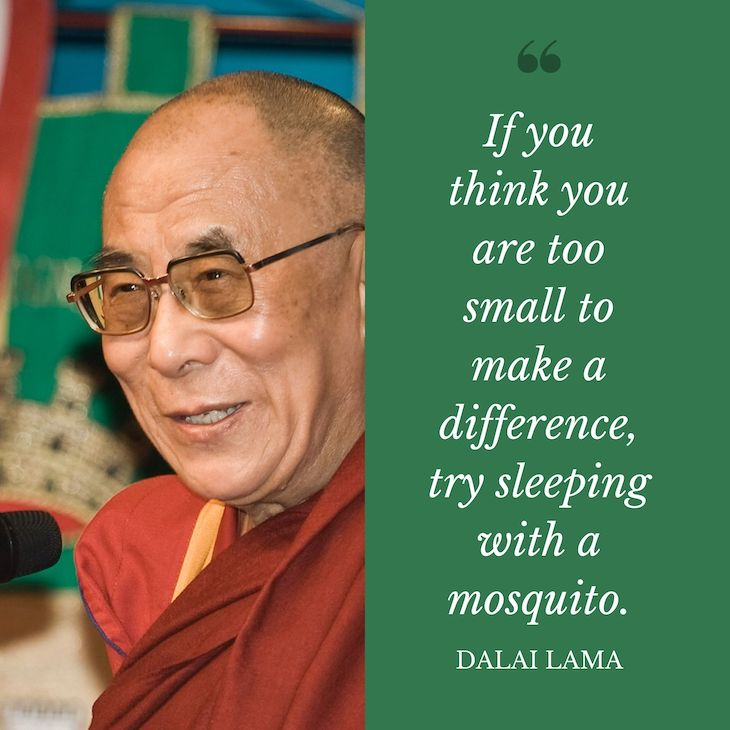 “
If you
think you
are too
small to
make a
difference,
try sleeping
with a
mosquito.
DALAI LAMA